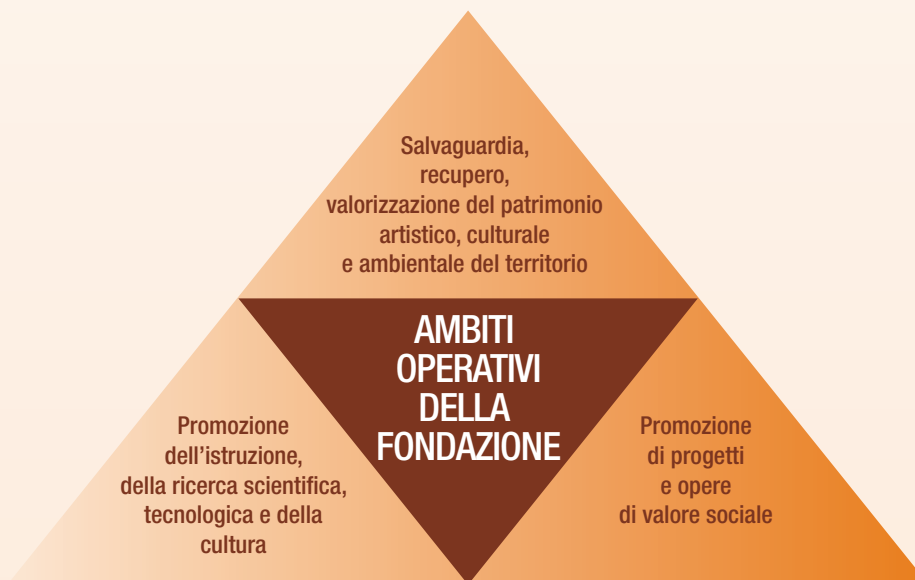 Salvaguardia,
recupero,
valorizzazione del patrimonio
artistico, culturale
e ambientale del territorio
AMBITI
OPERATIVI
DELLA
FONDAZIONE
Promozione
dell'istruzione,
della ricerca scientifica,
tecnologica e della
cultura
Promozione
di progetti
e opere
di valore sociale